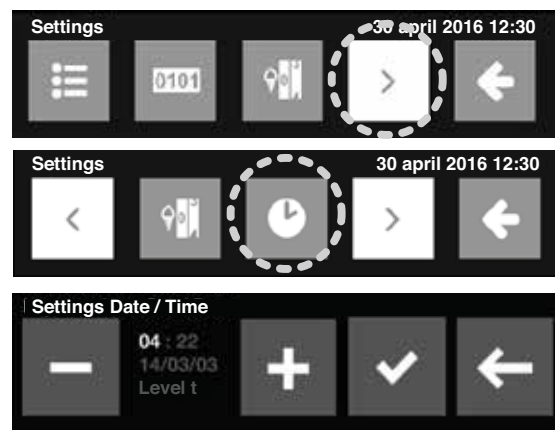 Settings
30 april 2016 12:30
0101
Settings
30 april 2016 12:30
Settings Date / Time
04 : 22
14/03/03
Level t